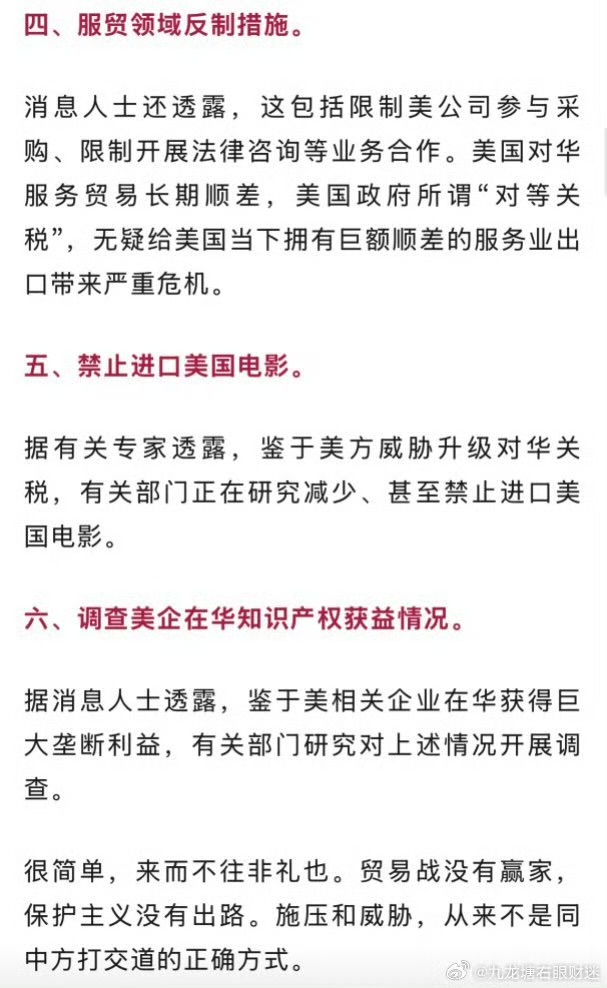 四、服贸领域反制措施。
消息人士还透露，这包括限制美公司参与采
购、限制开展法律咨询等业务合作。美国对华
服务贸易长期顺差，美国政府所谓“对等关
税”，无疑给美国当下拥有巨额顺差的服务业出
口带来严重危机。
五、禁止进口美国电影。
据有关专家透露，鉴于美方威胁升级对华关
税，有关部门正在研究减少、甚至禁止进口美
国电影。
六、调查美企在华知识产权获益情况。
据消息人士透露，鉴于美相关企业在华获得巨
大垄断利益，有关部门研究对上述情况开展调
查。
很简单，来而不往非礼也。贸易战没有赢家，
保护主义没有出路。施压和威胁，从来不是同
中方打交道的正确方式。
@九龙塘右眼财迷